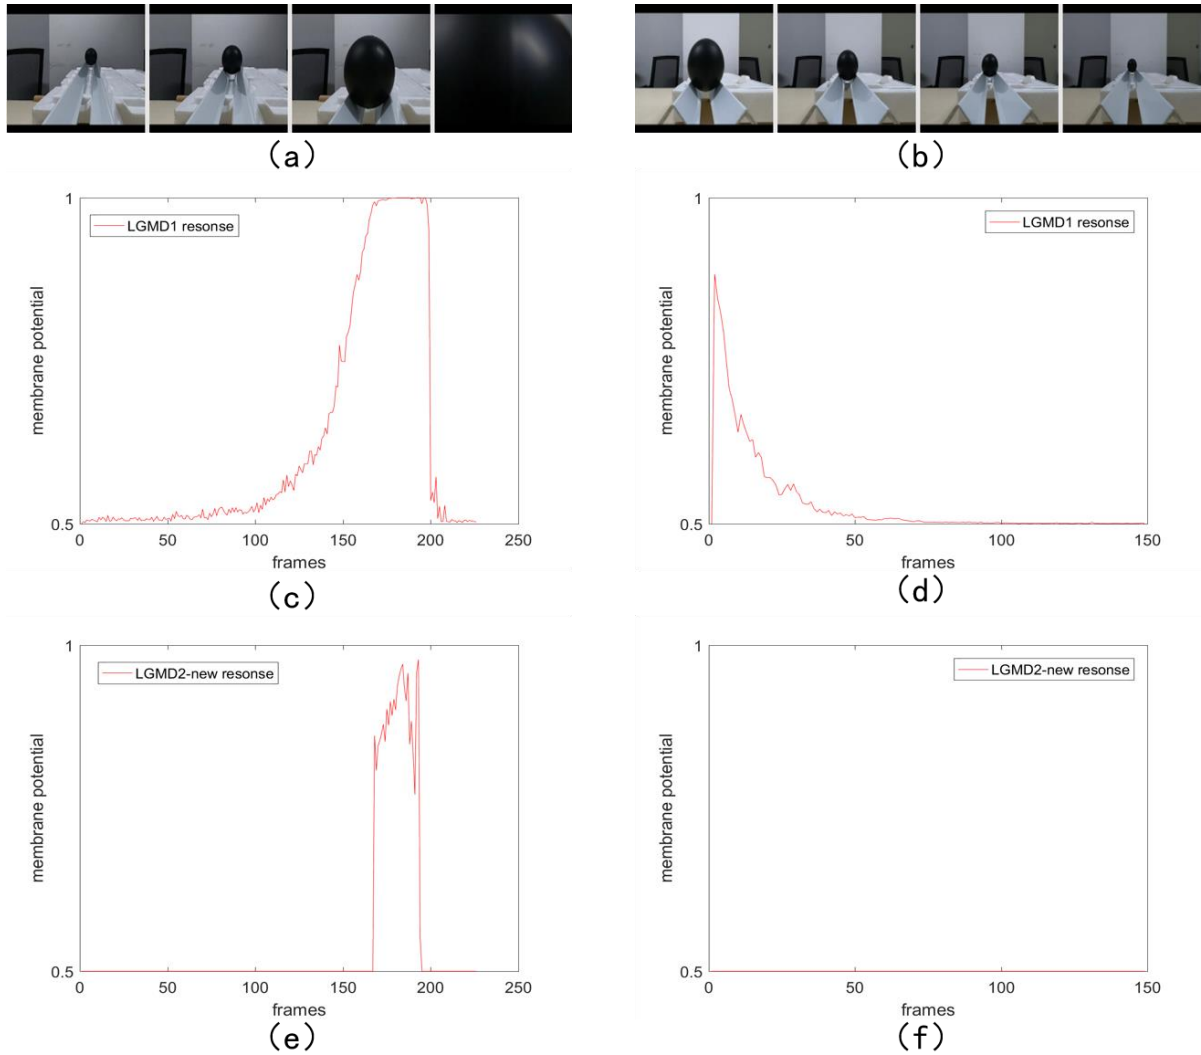 (a)
(b)
1
LGMD1 resonse
membrane potential
0.5
0 50 100 150 200 250
frames
(c)
1
LGMD1 resonse
membrane potential
0.5
0 50 100 150
frames
(d)
1
LGMD2-new resonse
membrane potential
0.5
0 50 100 150 200 250
frames
(e)
1
LGMD2-new resonse
membrane potential
0.5
0 50 100 150
frames
(f)